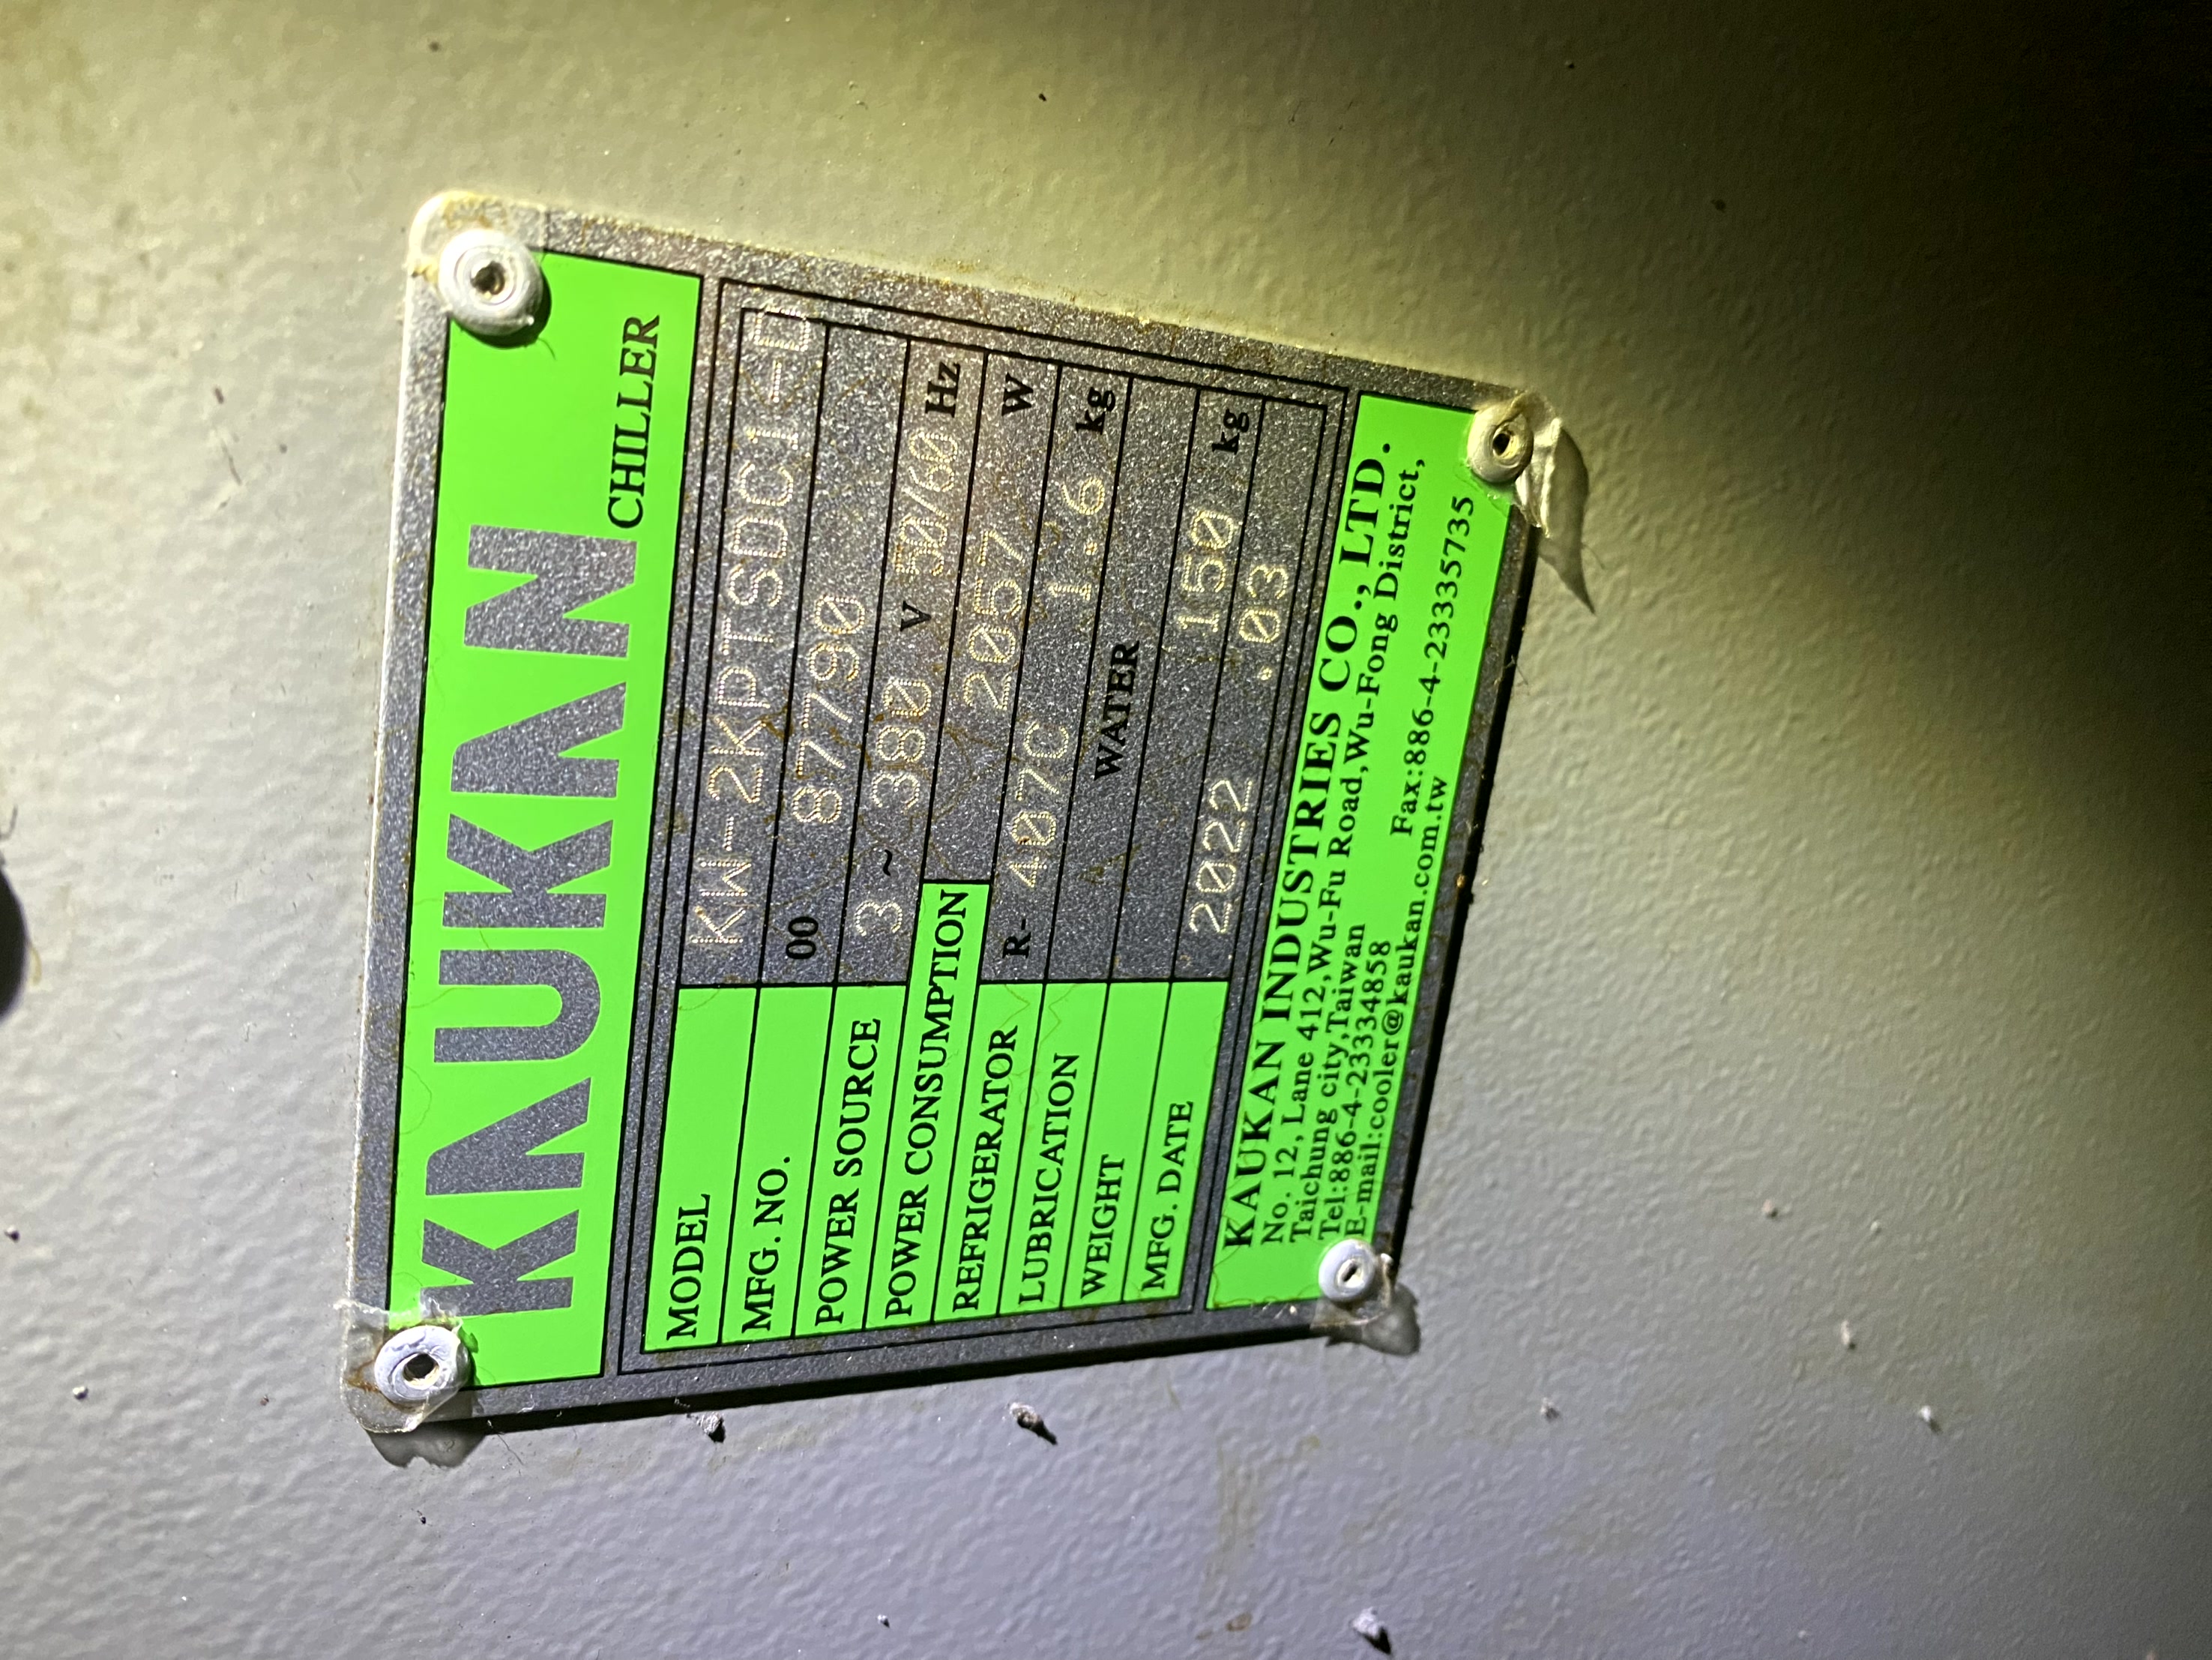 KAUKAN CHILLER
MODEL KW-2KPTSDC1-D
MFG. NO. 00 87790
POWER SOURCE 3 ~ 380 V 50/60 Hz
POWER CONSUMPTION 2057 W
REFRIGERATOR R- 407C 1.6 kg
LUBRICATION WATER
WEIGHT 150 kg
MFG. DATE 2022 .03
KAUKAN INDUSTRIES CO., LTD.
No. 12, Lane 412,Wu-Fu Road,Wu-Fong District,
Taichung city,Taiwan
Tel:886-4-23334858 Fax:886-4-23335735
E-mail:cooler@kaukan.com.tw